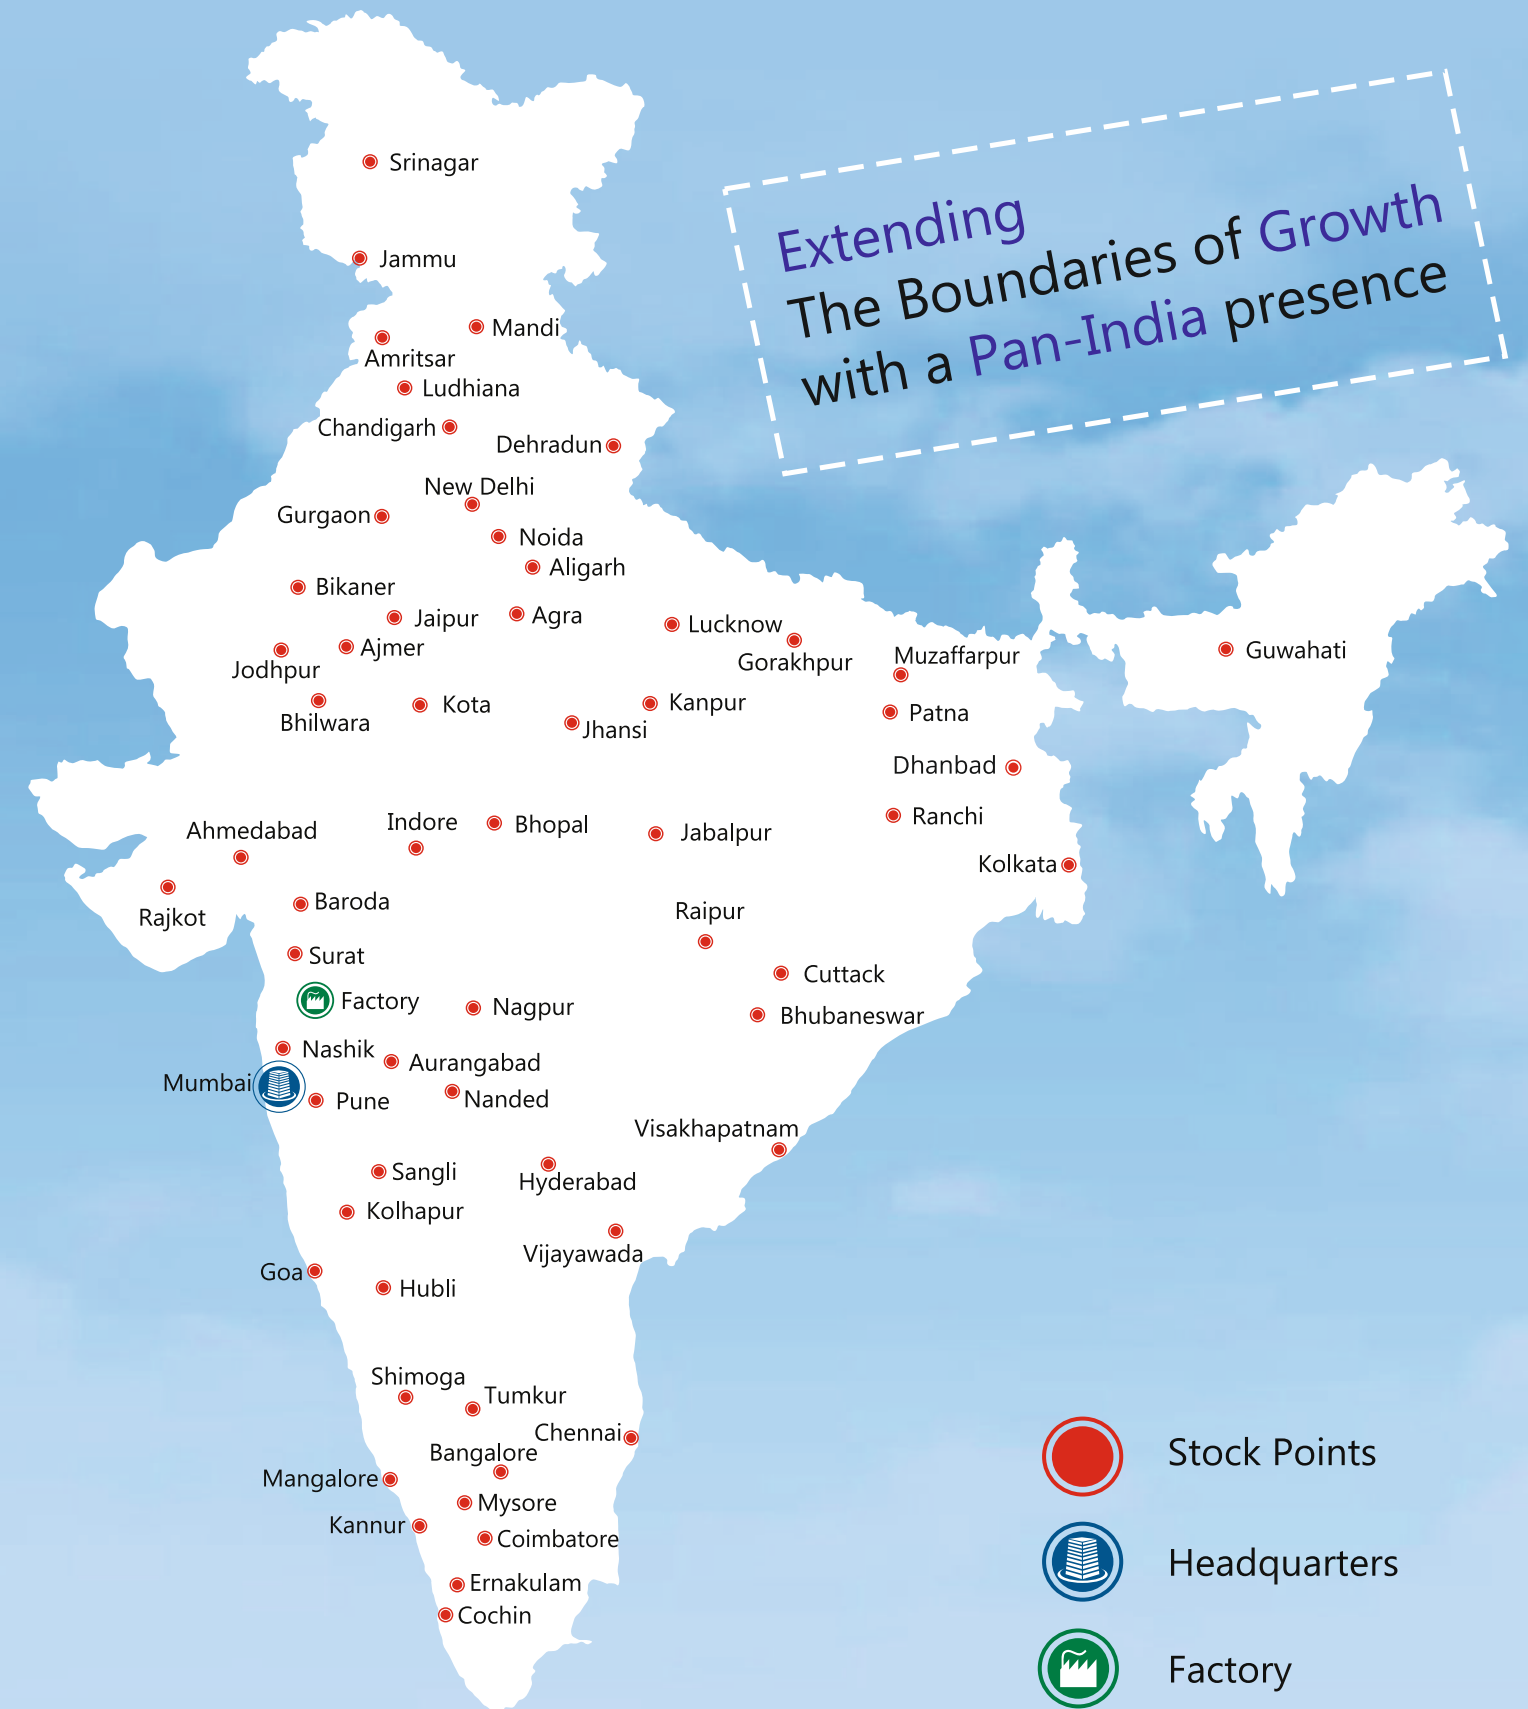 Extending
The Boundaries of Growth
with a Pan-India presence
Srinagar
Jammu
Mandi
Amritsar
Ludhiana
Chandigarh
Dehradun
New Delhi
Gurgaon
Noida
Aligarh
Bikaner
Jaipur
Agra
Lucknow
Ajmer
Jodhpur
Gorakhpur
Muzaffarpur
Guwahati
Bhilwara
Kota
Kanpur
Jhansi
Patna
Dhanbad
Ahmedabad
Indore
Bhopal
Jabalpur
Ranchi
Kolkata
Rajkot
Baroda
Raipur
Surat
Cuttack
Factory
Nagpur
Bhubaneswar
Nashik
Aurangabad
Mumbai
Pune
Nanded
Visakhapatnam
Sangli
Hyderabad
Kolhapur
Vijayawada
Goa
Hubli
Shimoga
Tumkur
Chennai
Bangalore
Mangalore
Mysore
Kannur
Coimbatore
Ernakulam
Cochin
Stock Points
Headquarters
Factory